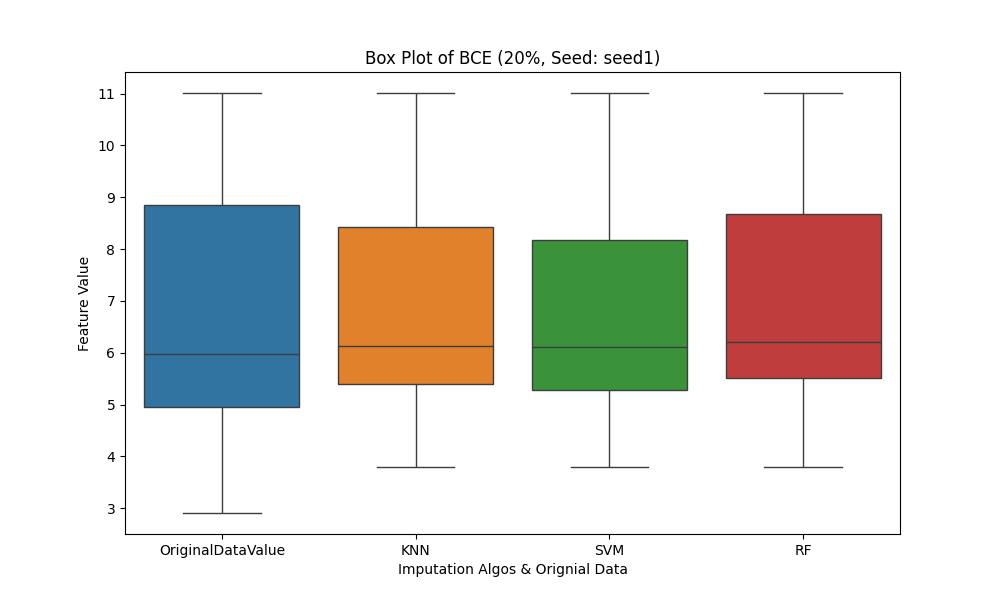 Box Plot of BCE (20%, Seed: seed1)
Feature Value
11
10
9
8
7
6
5
4
3
OriginalDataValue KNN SVM RF
Imputation Algos & Orignial Data